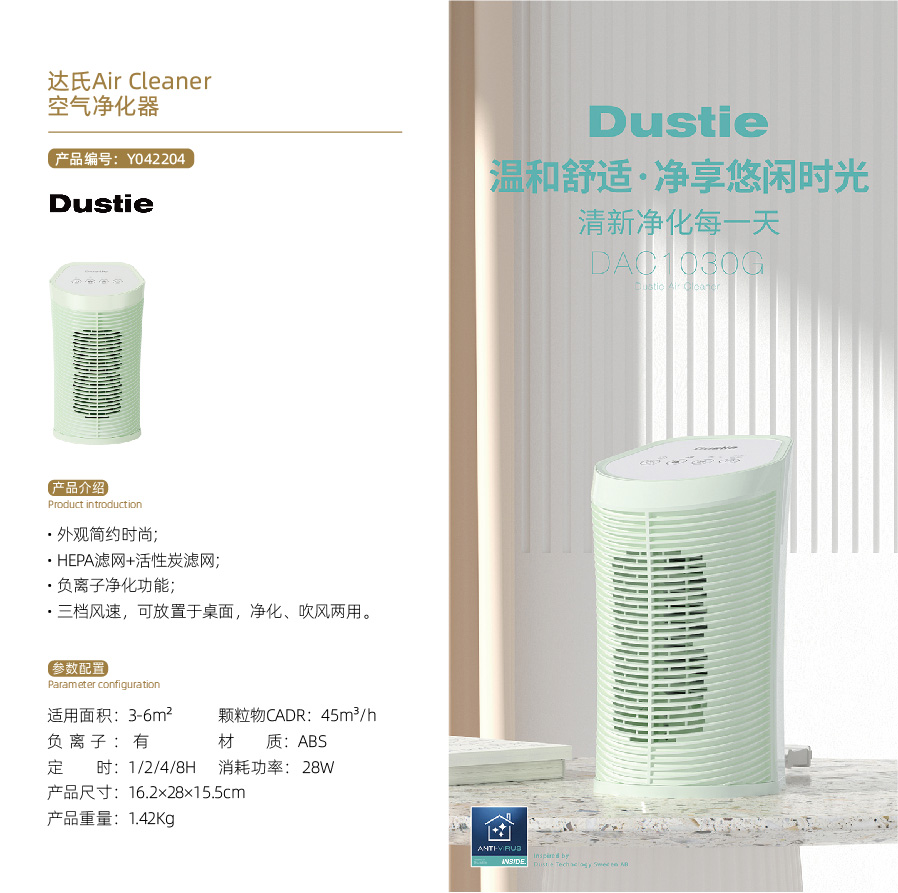 达氏Air Cleaner
空气净化器
产品编号：Y042204
Dustie
产品介绍
Product introduction
· 外观简约时尚；
· HEPA滤网+活性炭滤网；
· 负离子净化功能；
· 三档风速，可放置于桌面，净化、吹风两用。
参数配置
Parameter configuration
适用面积：3-6m² 颗粒物CADR：45m³/h
负离子：有 材质：ABS
定时：1/2/4/8H 消耗功率：28W
产品尺寸：16.2×28×15.5cm
产品重量：1.42Kg
Dustie
温和舒适·净享悠闲时光
清新净化每一天
DAC1030G
Dustie Air Cleaner
Dustie
ANTI-VIRUS
INSIDE.